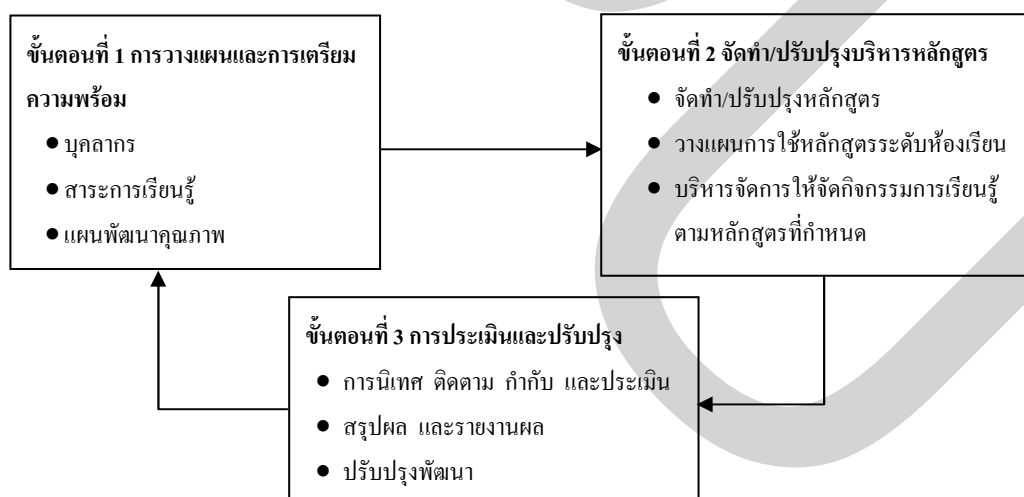 ขั้นตอนที่ 1 การวางแผนและการเตรียม
ความพร้อม
● บุคลากร
● สาระการเรียนรู้
● แผนพัฒนาคุณภาพ
ขั้นตอนที่ 2 จัดทำ/ปรับปรุงบริหารหลักสูตร
● จัดทำ/ปรับปรุงหลักสูตร
● วางแผนการใช้หลักสูตรระดับห้องเรียน
● บริหารจัดการให้จัดกิจกรรมการเรียนรู้
ตามหลักสูตรที่กำหนด
ขั้นตอนที่ 3 การประเมินและปรับปรุง
● การนิเทศ ติดตาม กำกับ และประเมิน
● สรุปผล และรายงานผล
● ปรับปรุงพัฒนา